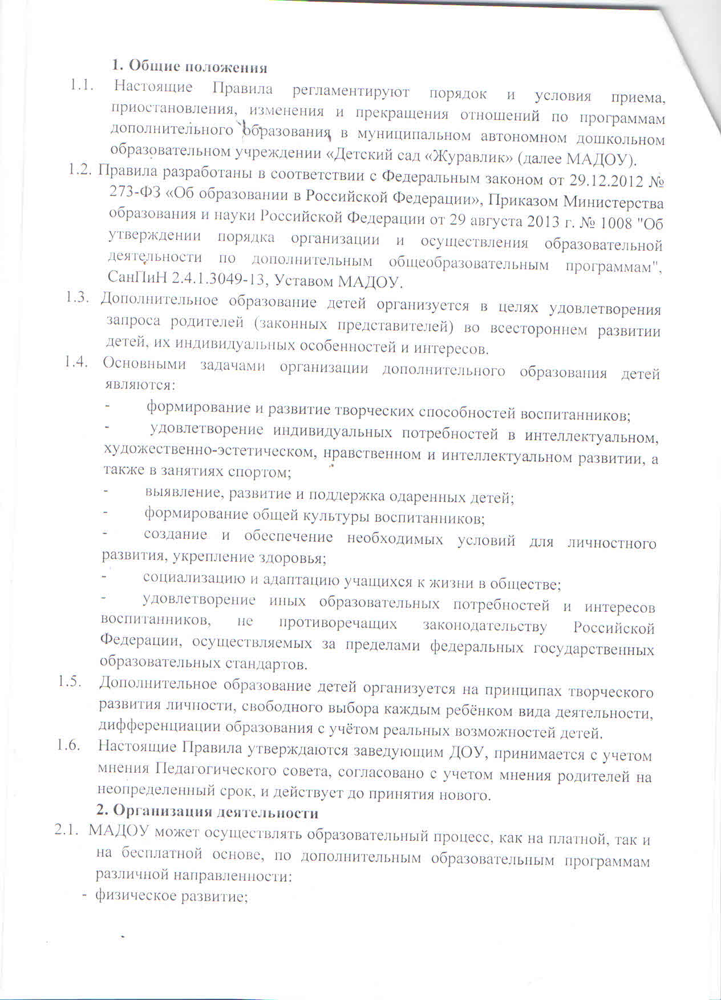 1. Общие положения
1.1. Настоящие Правила регламентируют порядок и условия приема,
приостановления, изменения и прекращения отношений по программам
дополнительного образования в муниципальном автономном дошкольном
образовательном учреждении «Детский сад «Журавлик» (далее МАДОУ).
1.2. Правила разработаны в соответствии с Федеральным законом от 29.12.2012 №
273-ФЗ «Об образовании в Российской Федерации», Приказом Министерства
образования и науки Российской Федерации от 29 августа 2013 г. № 1008 "Об
утверждении порядка организации и осуществления образовательной
деятельности по дополнительным общеобразовательным программам",
СанПиН 2.4.1.3049-13, Уставом МАДОУ.
1.3. Дополнительное образование детей организуется в целях удовлетворения
запроса родителей (законных представителей) во всестороннем развитии
детей, их индивидуальных особенностей и интересов.
1.4. Основными задачами организации дополнительного образования детей
являются:
- формирование и развитие творческих способностей воспитанников;
- удовлетворение индивидуальных потребностей в интеллектуальном,
художественно-эстетическом, нравственном и интеллектуальном развитии, а
также в занятиях спортом;
- выявление, развитие и поддержка одаренных детей;
- формирование общей культуры воспитанников;
- создание и обеспечение необходимых условий для личностного
развития, укрепление здоровья;
- социализацию и адаптацию учащихся к жизни в обществе;
- удовлетворение иных образовательных потребностей и интересов
воспитанников, не противоречащих законодательству Российской
Федерации, осуществляемых за пределами федеральных государственных
образовательных стандартов.
1.5. Дополнительное образование детей организуется на принципах творческого
развития личности, свободного выбора каждым ребёнком вида деятельности,
дифференциации образования с учётом реальных возможностей детей.
1.6. Настоящие Правила утверждаются заведующим ДОУ, принимается с учетом
мнения Педагогического совета, согласовано с учетом мнения родителей на
неопределенный срок, и действует до принятия нового.
2. Организация деятельности
2.1. МАДОУ может осуществлять образовательный процесс, как на платной, так и
на бесплатной основе, по дополнительным образовательным программам
различной направленности:
- физическое развитие;